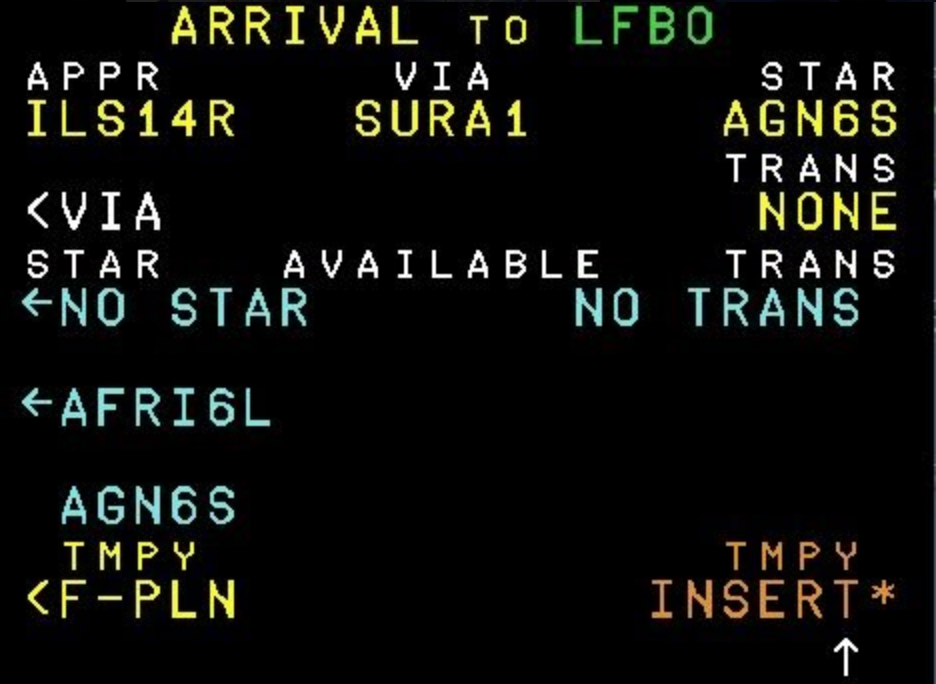 ARRIVAL TO LFBO
APPR VIA STAR
ILS14R SURA1 AGN6S
TRANS
<VIA NONE
STAR AVAILABLE TRANS
←NO STAR NO TRANS
←AFRI6L
AGN6S
TMPY TMPY
<F-PLN INSERT*
↑